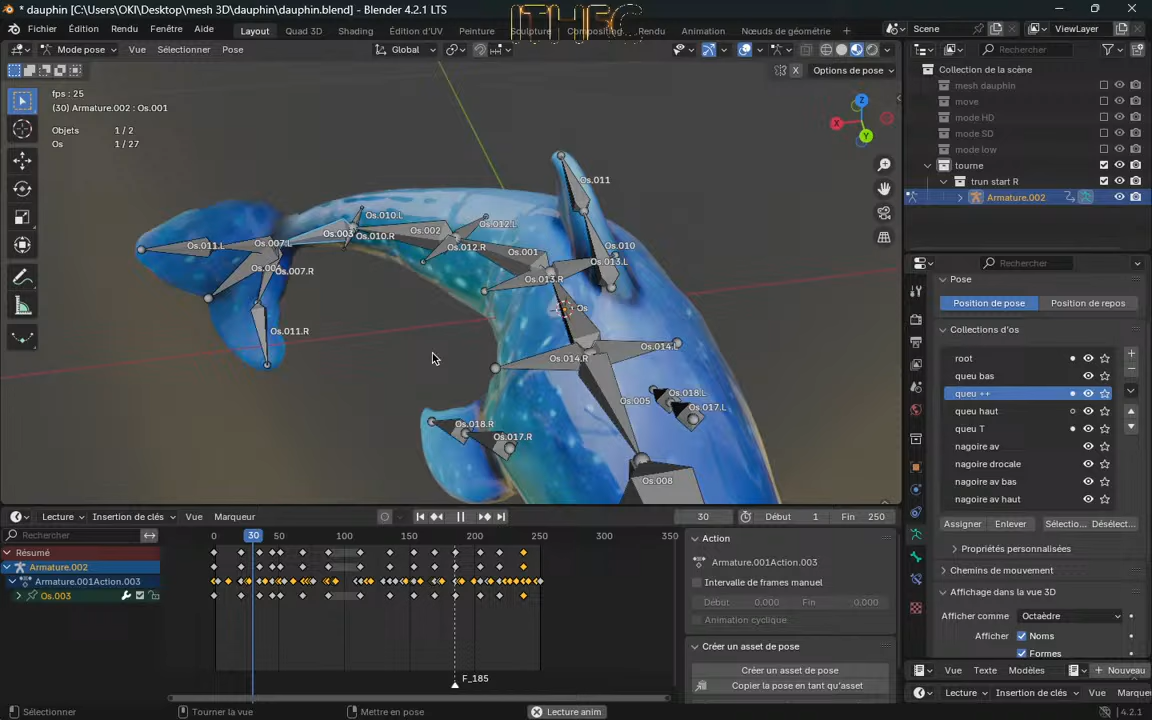 * dauphin [C:\Users\OKI\Desktop\mesh 3D\dauphin\dauphin.blend] - Blender 4.2.1 LTS
Fichier Édition Rendu Fenêtre Aide Layout Quad 3D Shading Édition d'UV Peinture Sculpture Compositing Rendu Animation Nœuds de géométrie Scene ViewLayer
Mode pose Vue Sélectionner Pose Global Rechercher
X Options de pose
fps : 25
(30) Armature.002 : Os.001
Objets 1 / 2
Os 1 / 27
X Y Z
Collection de la scène
mesh dauphin
move
mode HD
mode SD
mode low
tourne
trun start R
Armature.002
Os.011
Os.010.L
Os.012.L
Os.002
Os.003
Os.010.R
Os.011.L
Os.007.L
Os.012.R
Os.010
Os.001
Os.013.L
Os.007.R
Os.013.R
Os
Os.011.R
Os.014.L
Os.014.R
Os.018.L
Os.005
Os.017.L
Os.018.R
Os.017.R
Os.008
Rechercher
Pose
Position de pose Position de repos
Collections d'os
root
queu bas
queu ++
queu haut
queu T
nagoire av
nagoire drocale
nagoire av bas
nagoire av haut
Assigner Enlever Sélectio... Désélect...
Propriétés personnalisées
Chemins de mouvement
Affichage dans la vue 3D
Afficher comme Octaèdre
Afficher Noms
Formes
Vue Texte Modèles Nouveau
Lecture Insertion de clés Vue Marqueur
Lecture Insertion de clés Vue Marqueur 30 Début 1 Fin 250
Rechercher 0 30 50 100 150 200 250 300 350
Résumé
Armature.002
Armature.001Action.003
Os.003
F_185
Action
Armature.001Action.003
Intervalle de frames manuel
Début 0.000 Fin 0.000
Animation cyclique
Créer un asset de pose
Créer un asset de pose
Copier la pose en tant qu'asset
Sélectionner Tourner la vue Mettre en pose Lecture anim 4.2.1